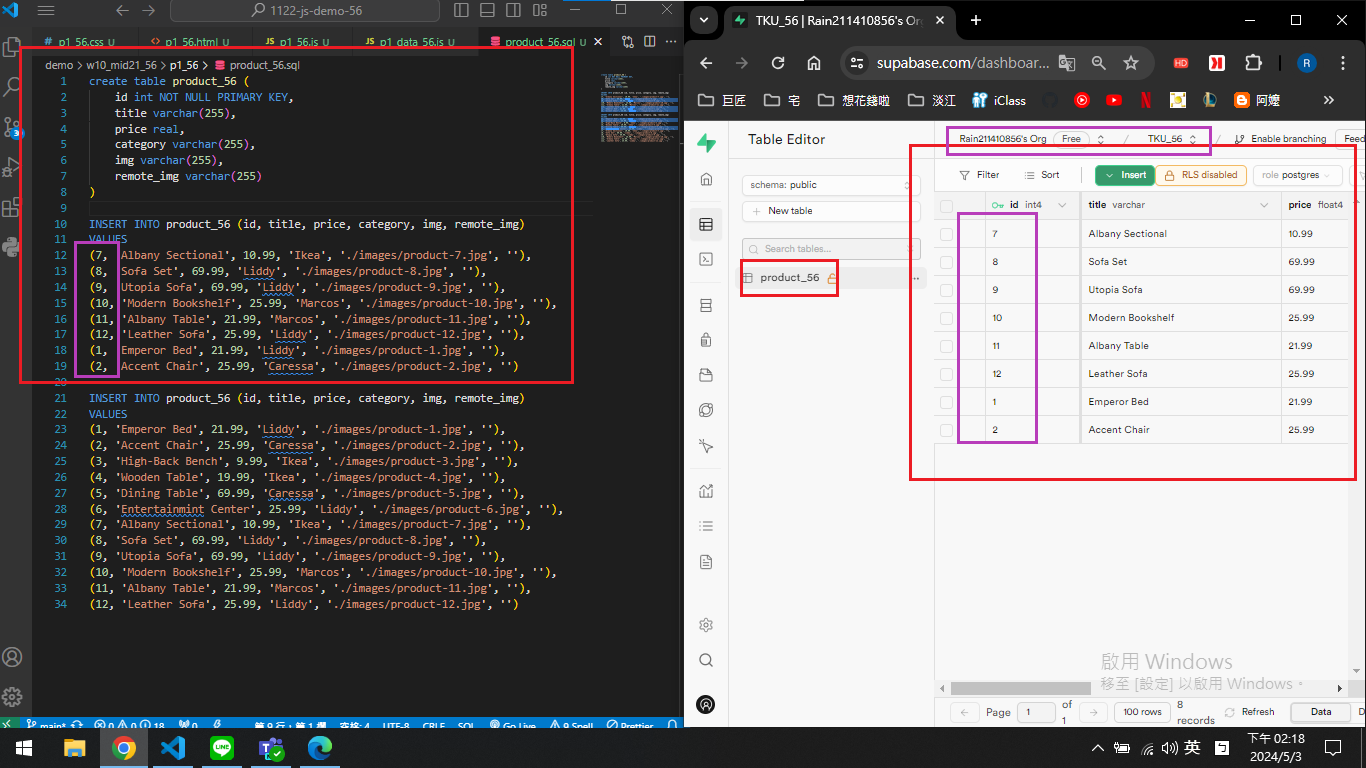 1122-js-demo-56
# p1_56.css U
<> p1_56.html U
JS p1_56.js U
JS p1_data_56.js U
product_56.sql U
demo > w10_mid21_56 > p1_56 > product_56.sql
1 create table product_56 (
2 id int NOT NULL PRIMARY KEY,
3 title varchar(255),
4 price real,
5 category varchar(255),
6 img varchar(255),
7 remote_img varchar(255)
8 )
9
10 INSERT INTO product_56 (id, title, price, category, img, remote_img)
11 VALUES
12 (7, Albany Sectional', 10.99, 'Ikea', './images/product-7.jpg', ''),
13 (8, Sofa Set', 69.99, 'Liddy', './images/product-8.jpg', ''),
14 (9, Utopia Sofa', 69.99, 'Liddy', './images/product-9.jpg', ''),
15 (10, 'Modern Bookshelf', 25.99, 'Marcos', './images/product-10.jpg', ''),
16 (11, 'Albany Table', 21.99, 'Marcos', './images/product-11.jpg', ''),
17 (12, 'Leather Sofa', 25.99, 'Liddy', './images/product-12.jpg', ''),
18 (1, Emperor Bed', 21.99, 'Liddy', './images/product-1.jpg', ''),
19 (2, Accent Chair', 25.99, 'Caressa', './images/product-2.jpg', '')
20
21 INSERT INTO product_56 (id, title, price, category, img, remote_img)
22 VALUES
23 (1, 'Emperor Bed', 21.99, 'Liddy', './images/product-1.jpg', ''),
24 (2, 'Accent Chair', 25.99, 'Caressa', './images/product-2.jpg', ''),
25 (3, 'High-Back Bench', 9.99, 'Ikea', './images/product-3.jpg', ''),
26 (4, 'Wooden Table', 19.99, 'Ikea', './images/product-4.jpg', ''),
27 (5, 'Dining Table', 69.99, 'Caressa', './images/product-5.jpg', ''),
28 (6, 'Entertainmint Center', 25.99, 'Liddy', './images/product-6.jpg', ''),
29 (7, 'Albany Sectional', 10.99, 'Ikea', './images/product-7.jpg', ''),
30 (8, 'Sofa Set', 69.99, 'Liddy', './images/product-8.jpg', ''),
31 (9, 'Utopia Sofa', 69.99, 'Liddy', './images/product-9.jpg', ''),
32 (10, 'Modern Bookshelf', 25.99, 'Marcos', './images/product-10.jpg', ''),
33 (11, 'Albany Table', 21.99, 'Marcos', './images/product-11.jpg', ''),
34 (12, 'Leather Sofa', 25.99, 'Liddy', './images/product-12.jpg', '')
3
main* 0 0 18 0 第 9 行，第 1 欄 空格: 4 UTF-8 CRLF SQL Go Live 9 Spell Prettier
TKU_56 | Rain211410856's Or
supabase.com/dashboar...
HD
R
巨匠 宅 想花錢啦 淡江 iClass 阿嬤
Table Editor
Rain211410856's Org Free / TKU_56 / Enable branching Feed
schema: public
New table
Search tables...
product_56
Filter Sort Insert RLS disabled role postgres
id int4 title varchar price float4
7 Albany Sectional 10.99
8 Sofa Set 69.99
9 Utopia Sofa 69.99
10 Modern Bookshelf 25.99
11 Albany Table 21.99
12 Leather Sofa 25.99
1 Emperor Bed 21.99
2 Accent Chair 25.99
啟用 Windows
移至 [設定] 以啟用 Windows。
Page 1 of 1 100 rows 8 records Refresh Data D
英
下午 02:18
2024/5/3